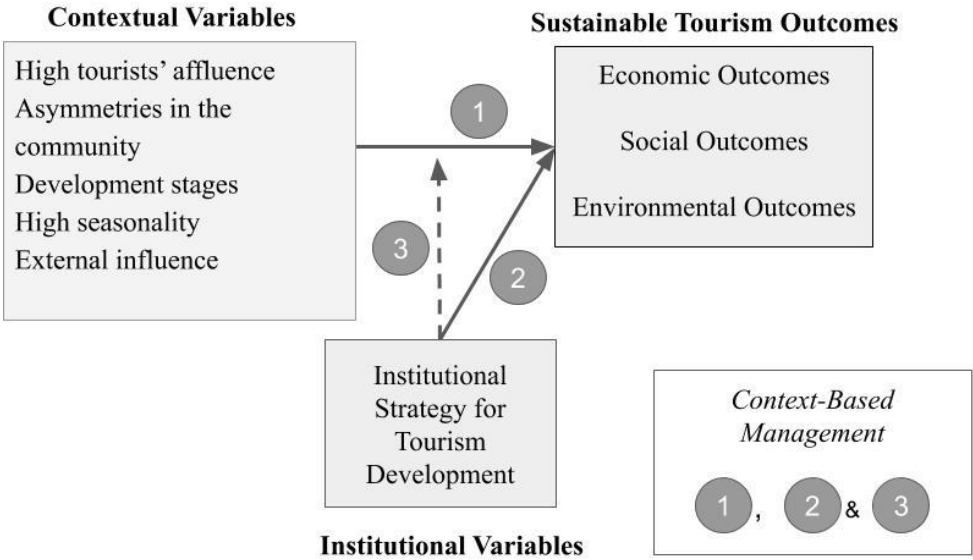 Contextual Variables
High tourists’ affluence
Asymmetries in the
community
Development stages
High seasonality
External influence
Sustainable Tourism Outcomes
Economic Outcomes
Social Outcomes
Environmental Outcomes
1
3
2
Institutional
Strategy for
Tourism
Development
Institutional Variables
Context-Based
Management
1, 2 & 3